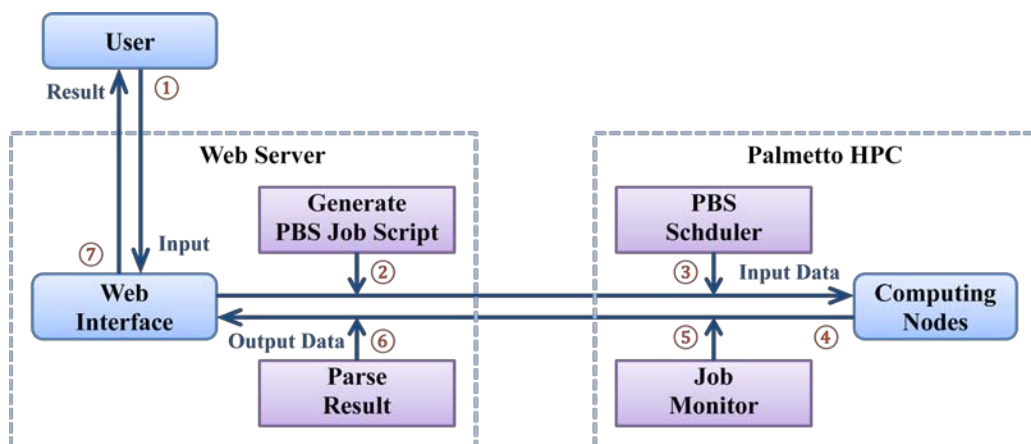 User
Result
①
Web Server
Palmetto HPC
Generate
PBS Job Script
PBS
Schduler
⑦
Input
②
③
Input Data
Web
Interface
Computing
Nodes
Output Data
⑥
⑤
④
Parse
Result
Job
Monitor